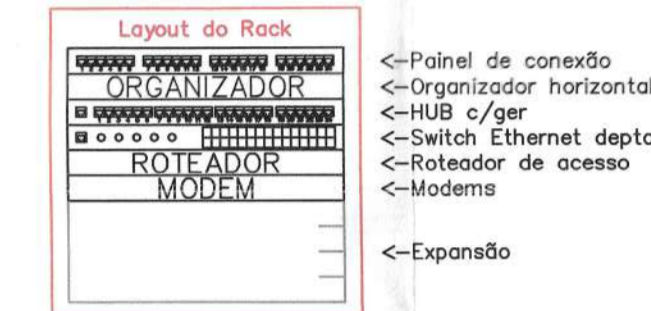 Layout do Rack
<-Painel de conexão
ORGANIZADOR <-Organizador horizontal
<-HUB c/ger
<-Switch Ethernet depto
ROTEADOR <-Roteador de acesso
MODEM <-Modems
<-Expansão